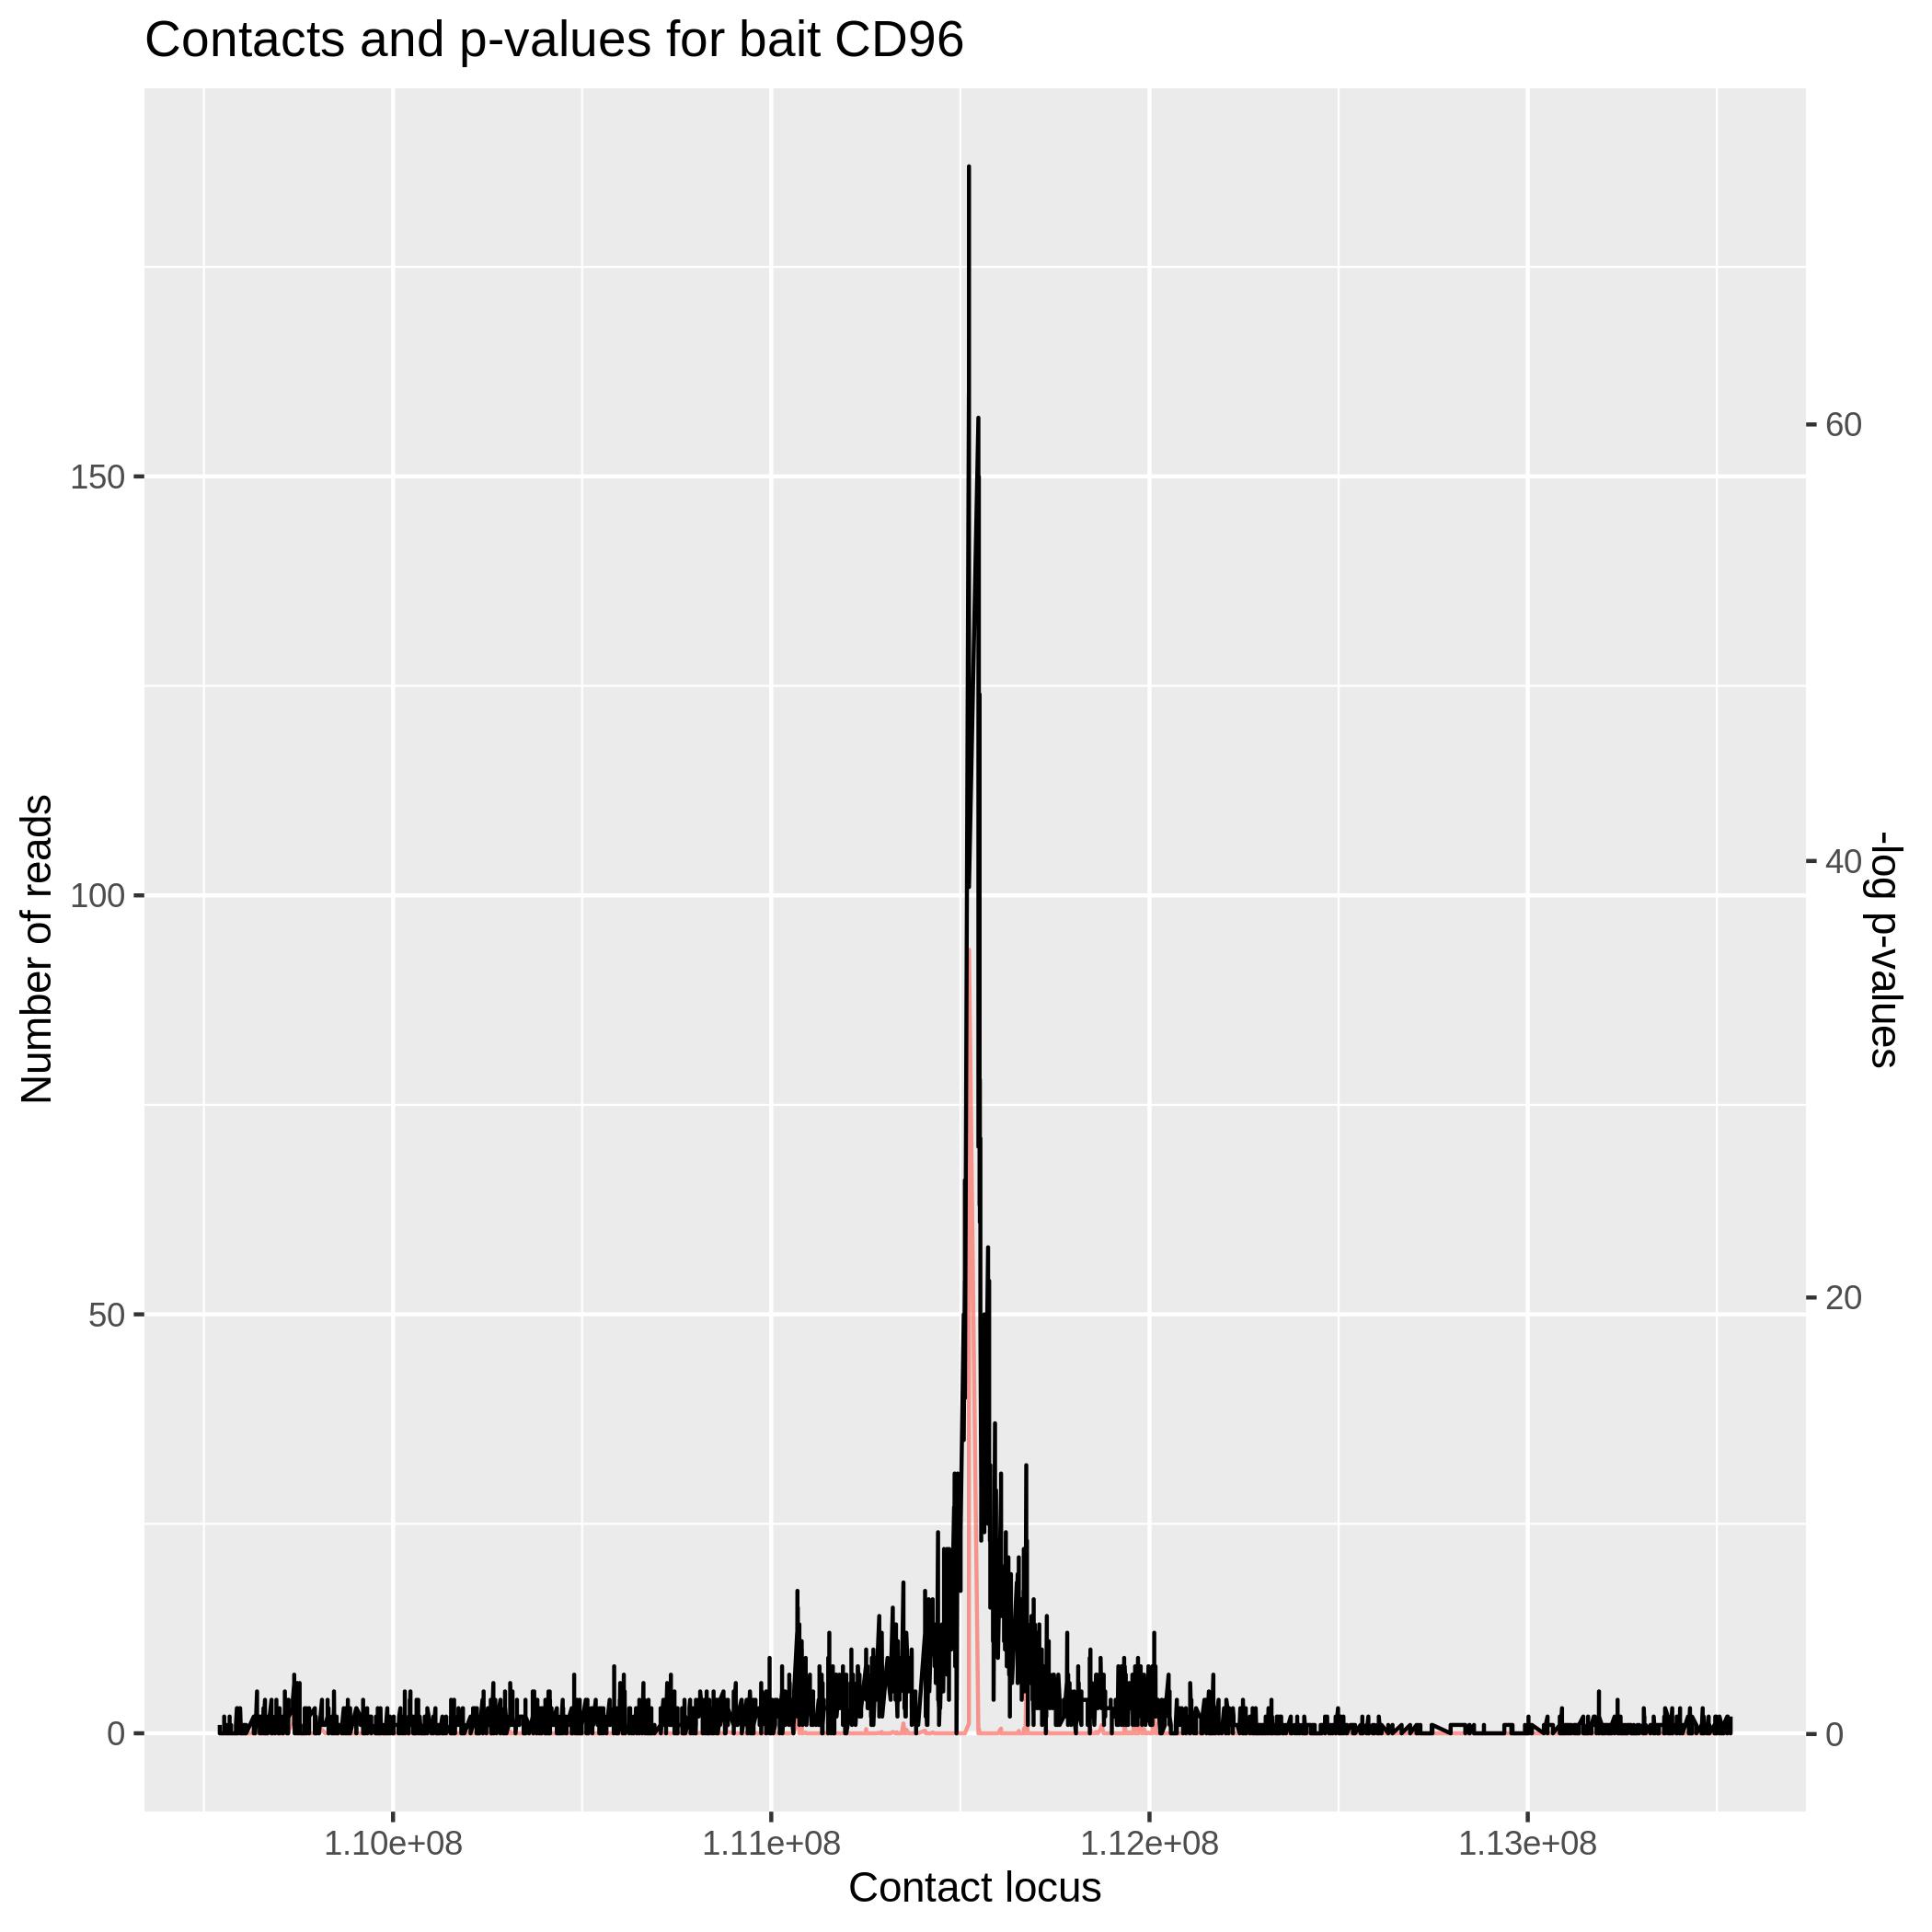 Contacts and p-values for bait CD96
Number of reads
150
100
50
0
60
40
20
0
-log p-values
1.10e+08 1.11e+08 1.12e+08 1.13e+08
Contact locus